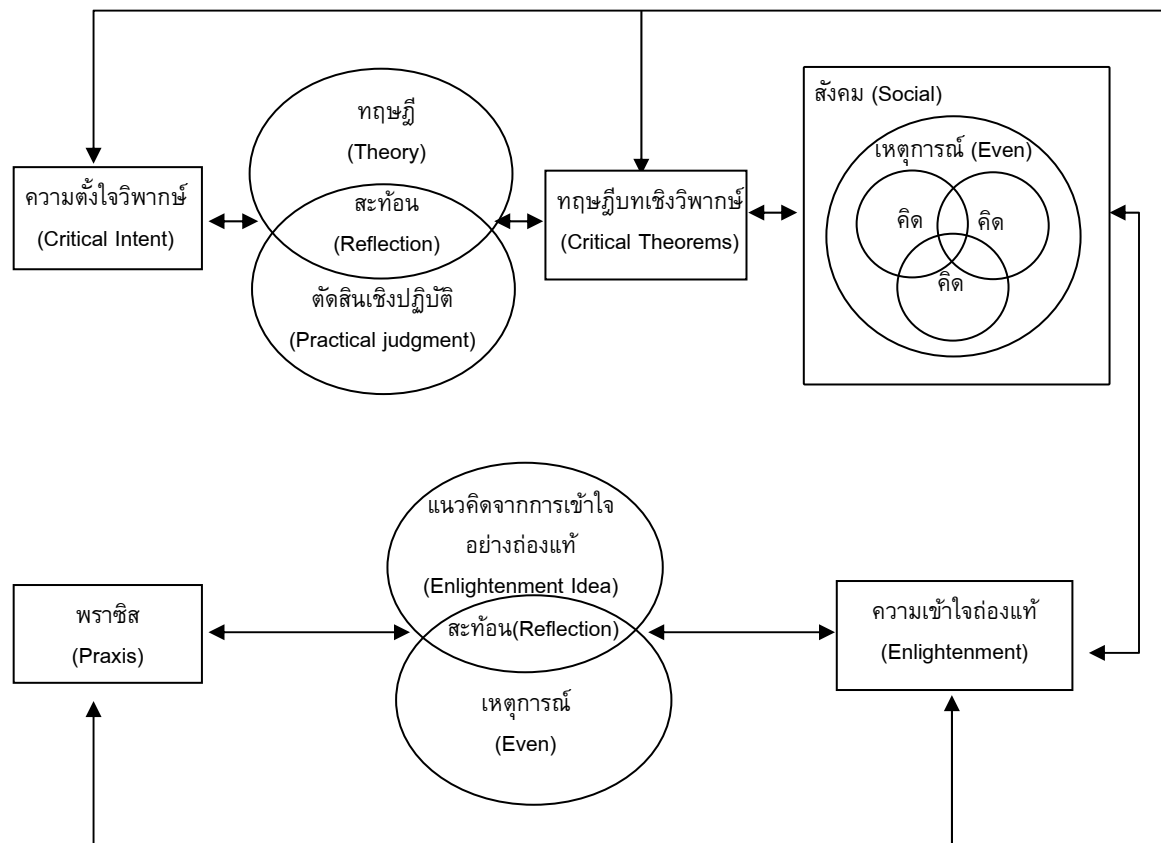 ทฤษฎี
(Theory)
สะท้อน
(Reflection)
ตัดสินเชิงปฏิบัติ
(Practical judgment)
ความตั้งใจวิพากษ์
(Critical Intent)
ทฤษฎีบทเชิงวิพากษ์
(Critical Theorems)
สังคม (Social)
เหตุการณ์ (Even)
คิด
คิด
คิด
แนวคิดจากการเข้าใจ
อย่างถ่องแท้
(Enlightenment Idea)
สะท้อน(Reflection)
เหตุการณ์
(Even)
พราซิส
(Praxis)
ความเข้าใจถ่องแท้
(Enlightenment)